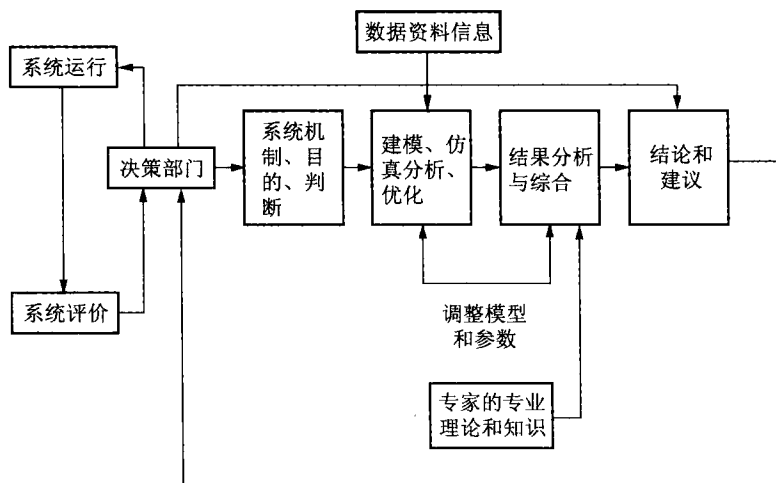 数据资料信息
系统运行
决策部门
系统机
制、目
的、判
断
建模、仿
真分析、
优化
结果分析
与综合
结论和
建议
系统评价
调整模型
和参数
专家的专业
理论和知识